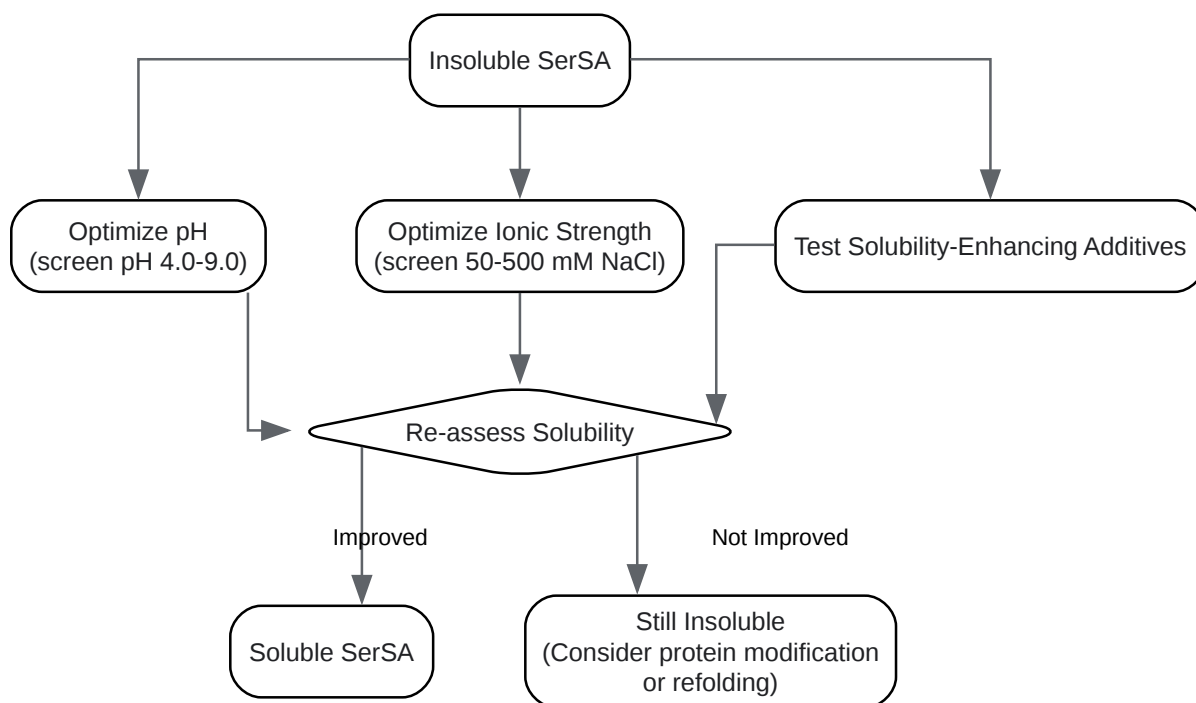 Insoluble SerSA
Optimize pH
(screen pH 4.0-9.0)
Optimize Ionic Strength
(screen 50-500 mM NaCl)
Test Solubility-Enhancing Additives
Re-assess Solubility
Improved
Not Improved
Soluble SerSA
Still Insoluble
(Consider protein modification
or refolding)